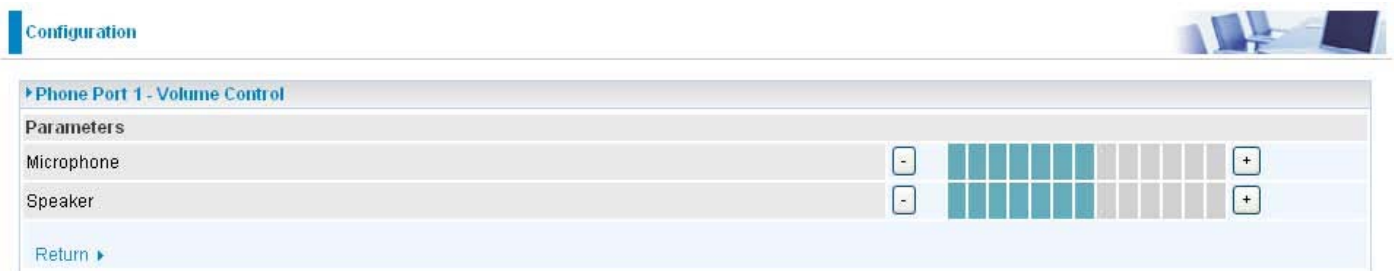 Configuration
Phone Port 1 - Volume Control
Parameters
Microphone - +
Speaker - +
Return